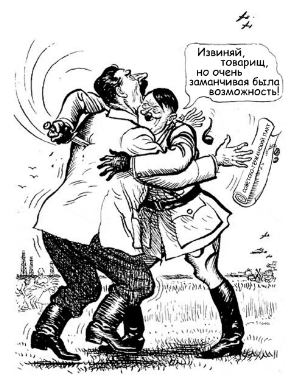 Извиняй,
товарищ,
но очень
заманчивая была
возможность!